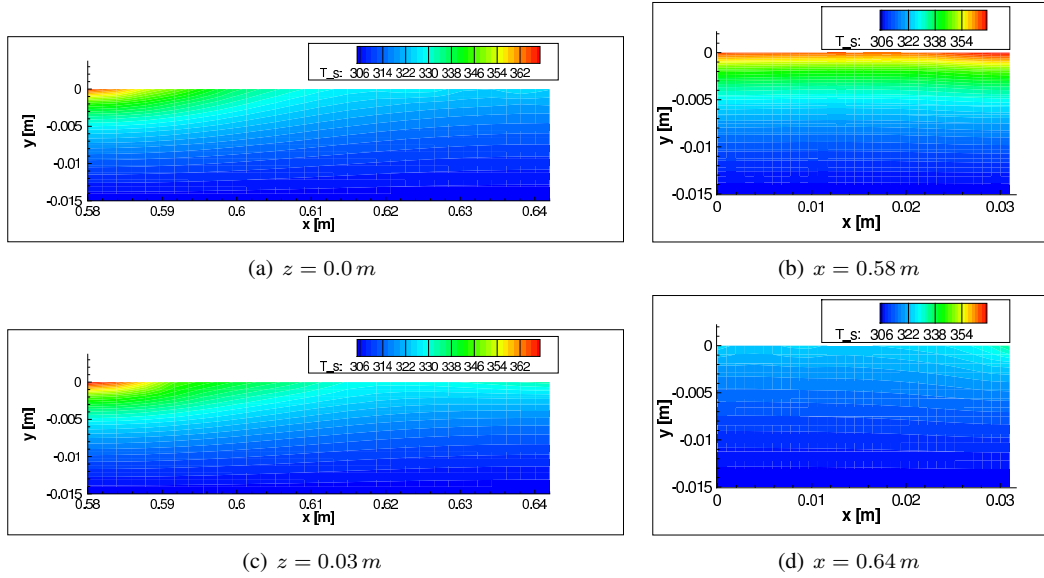 T_s: 306 314 322 330 338 346 354 362
0
-0.005
-0.01
-0.015
y [m]
0.58 0.59 0.6 0.61 0.62 0.63 0.64
x [m]
(a) z = 0.0 m
T_s: 306 322 338 354
0
-0.005
-0.01
-0.015
y [m]
0 0.01 0.02 0.03
x [m]
(b) x = 0.58 m
T_s: 306 314 322 330 338 346 354 362
0
-0.005
-0.01
-0.015
y [m]
0.58 0.59 0.6 0.61 0.62 0.63 0.64
x [m]
(c) z = 0.03 m
T_s: 306 322 338 354
0
-0.005
-0.01
-0.015
y [m]
0 0.01 0.02 0.03
x [m]
(d) x = 0.64 m